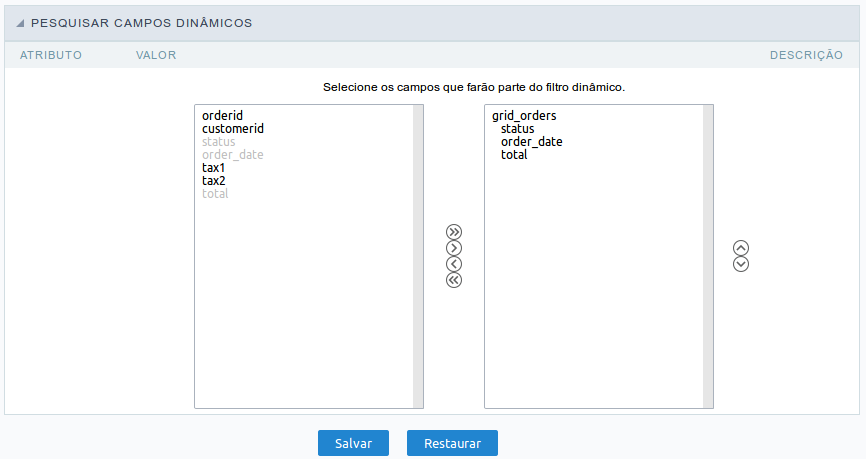 PESQUISAR CAMPOS DINÂMICOS
ATRIBUTO VALOR DESCRIÇÃO
Selecione os campos que farão parte do filtro dinâmico.
orderid
customerid
status
order_date
tax1
tax2
total
grid_orders
status
order_date
total
Salvar Restaurar